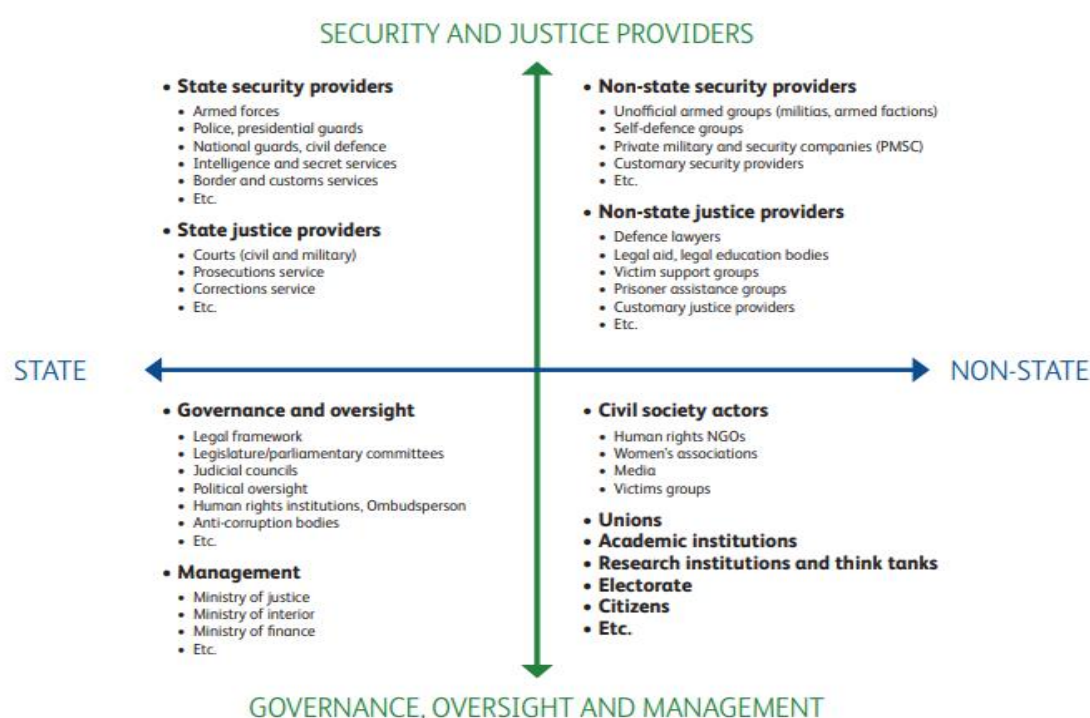 SECURITY AND JUSTICE PROVIDERS
• State security providers
• Armed forces
• Police, presidential guards
• National guards, civil defence
• Intelligence and secret services
• Border and customs services
• Etc.
• State justice providers
• Courts (civil and military)
• Prosecutions service
• Corrections service
• Etc.
• Non-state security providers
• Unofficial armed groups (militias, armed factions)
• Self-defence groups
• Private military and security companies (PMSC)
• Customary security providers
• Etc.
• Non-state justice providers
• Defence lawyers
• Legal aid, legal education bodies
• Victim support groups
• Prisoner assistance groups
• Customary justice providers
• Etc.
STATE
NON-STATE
• Governance and oversight
• Legal framework
• Legislature/parliamentary committees
• Judicial councils
• Political oversight
• Human rights institutions, Ombudsperson
• Anti-corruption bodies
• Etc.
• Management
• Ministry of justice
• Ministry of interior
• Ministry of finance
• Etc.
• Civil society actors
• Human rights NGOs
• Women's associations
• Media
• Victims groups
• Unions
• Academic institutions
• Research institutions and think tanks
• Electorate
• Citizens
• Etc.
GOVERNANCE, OVERSIGHT AND MANAGEMENT